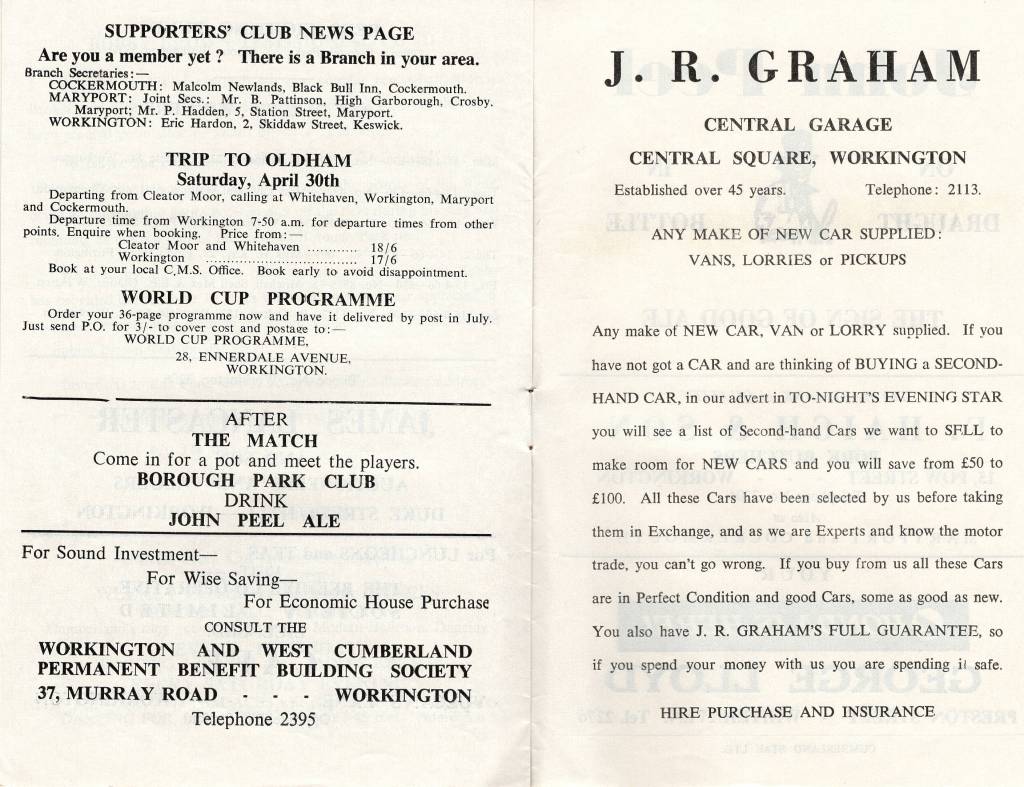 SUPPORTERS' CLUB NEWS PAGE
Are you a member yet ? There is a Branch in your area.
Branch Secretaries:—
COCKERMOUTH: Malcolm Newlands, Black Bull Inn, Cockermouth.
MARYPORT: Joint Secs.: Mr. B. Pattinson, High Garborough, Crosby.
Maryport; Mr. P. Hadden, 5, Station Street, Maryport.
WORKINGTON: Eric Hardon, 2, Skiddaw Street, Keswick.
TRIP TO OLDHAM
Saturday, April 30th
Departing from Cleator Moor, calling at Whitehaven, Workington, Maryport
and Cockermouth.
Departure time from Workington 7-50 a.m. for departure times from other
points. Enquire when booking. Price from:—
Cleator Moor and Whitehaven ............ 18/6
Workington .................................... 17/6
Book at your local C.M.S. Office. Book early to avoid disappointment.
WORLD CUP PROGRAMME
Order your 36-page programme now and have it delivered by post in July.
Just send P.O. for 3/- to cover cost and postage to:—
WORLD CUP PROGRAMME,
28, ENNERDALE AVENUE,
WORKINGTON.
AFTER
THE MATCH
Come in for a pot and meet the players.
BOROUGH PARK CLUB
DRINK
JOHN PEEL ALE
For Sound Investment—
For Wise Saving—
For Economic House Purchase
CONSULT THE
WORKINGTON AND WEST CUMBERLAND
PERMANENT BENEFIT BUILDING SOCIETY
37, MURRAY ROAD - - - WORKINGTON
Telephone 2395
J. R. GRAHAM
CENTRAL GARAGE
CENTRAL SQUARE, WORKINGTON
Established over 45 years. Telephone: 2113.
ANY MAKE OF NEW CAR SUPPLIED:
VANS, LORRIES or PICKUPS
Any make of NEW CAR, VAN or LORRY supplied. If you
have not got a CAR and are thinking of BUYING a SECOND-
HAND CAR, in our advert in TO-NIGHT'S EVENING STAR
you will see a list of Second-hand Cars we want to SELL to
make room for NEW CARS and you will save from £50 to
£100. All these Cars have been selected by us before taking
them in Exchange, and as we are Experts and know the motor
trade, you can't go wrong. If you buy from us all these Cars
are in Perfect Condition and good Cars, some as good as new.
You also have J. R. GRAHAM'S FULL GUARANTEE, so
if you spend your money with us you are spending it safe.
HIRE PURCHASE AND INSURANCE